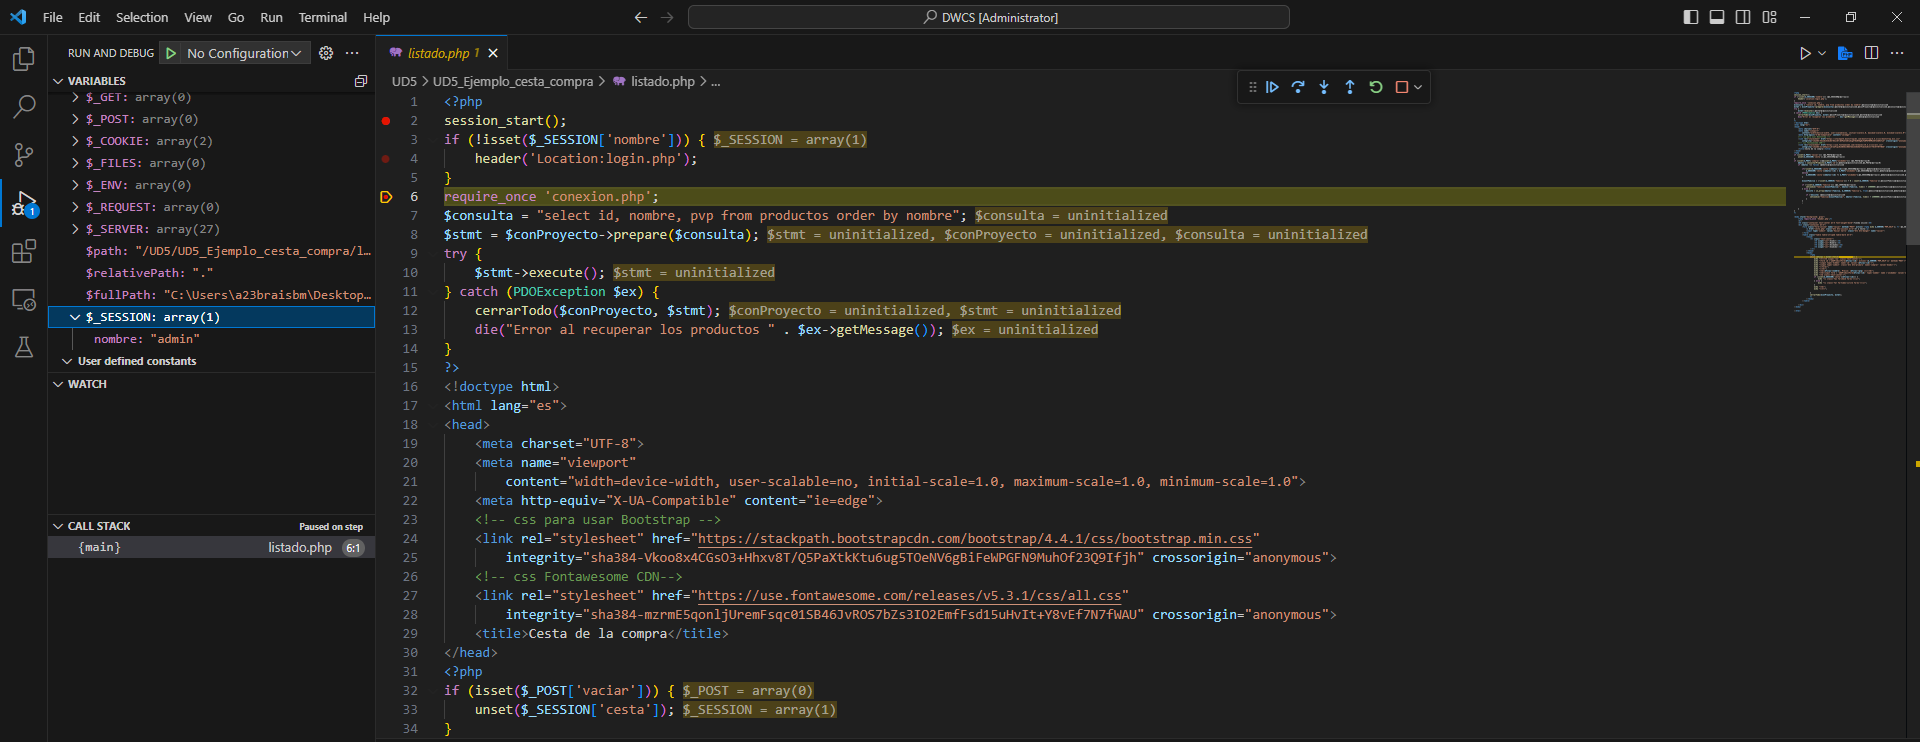 File Edit Selection View Go Run Terminal Help
DWCS [Administrator]
RUN AND DEBUG
No Configuration
VARIABLES
$_GET: array(0)
$_POST: array(0)
$_COOKIE: array(2)
$_FILES: array(0)
$_ENV: array(0)
$_REQUEST: array(0)
$_SERVER: array(27)
$path: "/UD5/UD5_Ejemplo_cesta_compra/l...
$relativePath: "."
$fullPath: "C:\Users\a23braisbm\Desktop...
$_SESSION: array(1)
nombre: "admin"
User defined constants
WATCH
CALL STACK
Paused on step
{main}
listado.php
6:1
1
listado.php 1
UD5 > UD5_Ejemplo_cesta_compra > listado.php > ...
1 <?php
2 session_start();
3 if (!isset($_SESSION['nombre'])) { $_SESSION = array(1)
4     header('Location:login.php');
5 }
6 require_once 'conexion.php';
7 $consulta = "select id, nombre, pvp from productos order by nombre"; $consulta = uninitialized
8 $stmt = $conProyecto->prepare($consulta); $stmt = uninitialized, $conProyecto = uninitialized, $consulta = uninitialized
9 try {
10     $stmt->execute(); $stmt = uninitialized
11 } catch (PDOException $ex) {
12     cerrarTodo($conProyecto, $stmt); $conProyecto = uninitialized, $stmt = uninitialized
13     die("Error al recuperar los productos " . $ex->getMessage()); $ex = uninitialized
14 }
15 ?>
16 <!doctype html>
17 <html lang="es">
18 <head>
19     <meta charset="UTF-8">
20     <meta name="viewport"
21         content="width=device-width, user-scalable=no, initial-scale=1.0, maximum-scale=1.0, minimum-scale=1.0">
22     <meta http-equiv="X-UA-Compatible" content="ie=edge">
23     <!-- css para usar Bootstrap -->
24     <link rel="stylesheet" href="https://stackpath.bootstrapcdn.com/bootstrap/4.4.1/css/bootstrap.min.css"
25         integrity="sha384-Vkoo8x4CGsO3+Hhxv8T/Q5PaXtkKtu6ug5TOeNV6gBiFeWPGFN9MuhOf23Q9Ifjh" crossorigin="anonymous">
26     <!-- css Fontawesome CDN-->
27     <link rel="stylesheet" href="https://use.fontawesome.com/releases/v5.3.1/css/all.css"
28         integrity="sha384-mzrmE5qonljUremFsqc01SB46JvROS7bZs3IO2EmfFsd15uHvIt+Y8vEf7N7fWAU" crossorigin="anonymous">
29     <title>Cesta de la compra</title>
30 </head>
31 <?php
32 if (isset($_POST['vaciar'])) { $_POST = array(0)
33     unset($_SESSION['cesta']); $_SESSION = array(1)
34 }